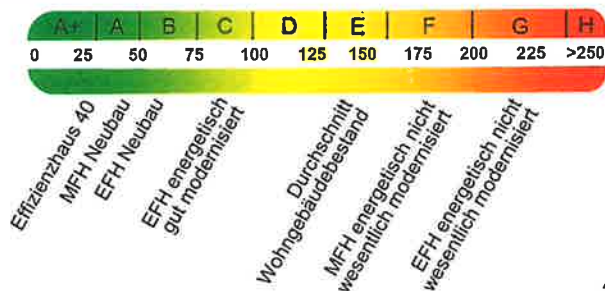 A+ A B C D E F G H
0 25 50 75 100 125 150 175 200 225 >250
Effizienzhaus 40
MFH Neubau
EFH Neubau
EFH energetisch
gut modernisiert
Durchschnitt
Wohngebäudebestand
MFH energetisch nicht
wesentlich modernisiert
EFH energetisch nicht
wesentlich modernisiert